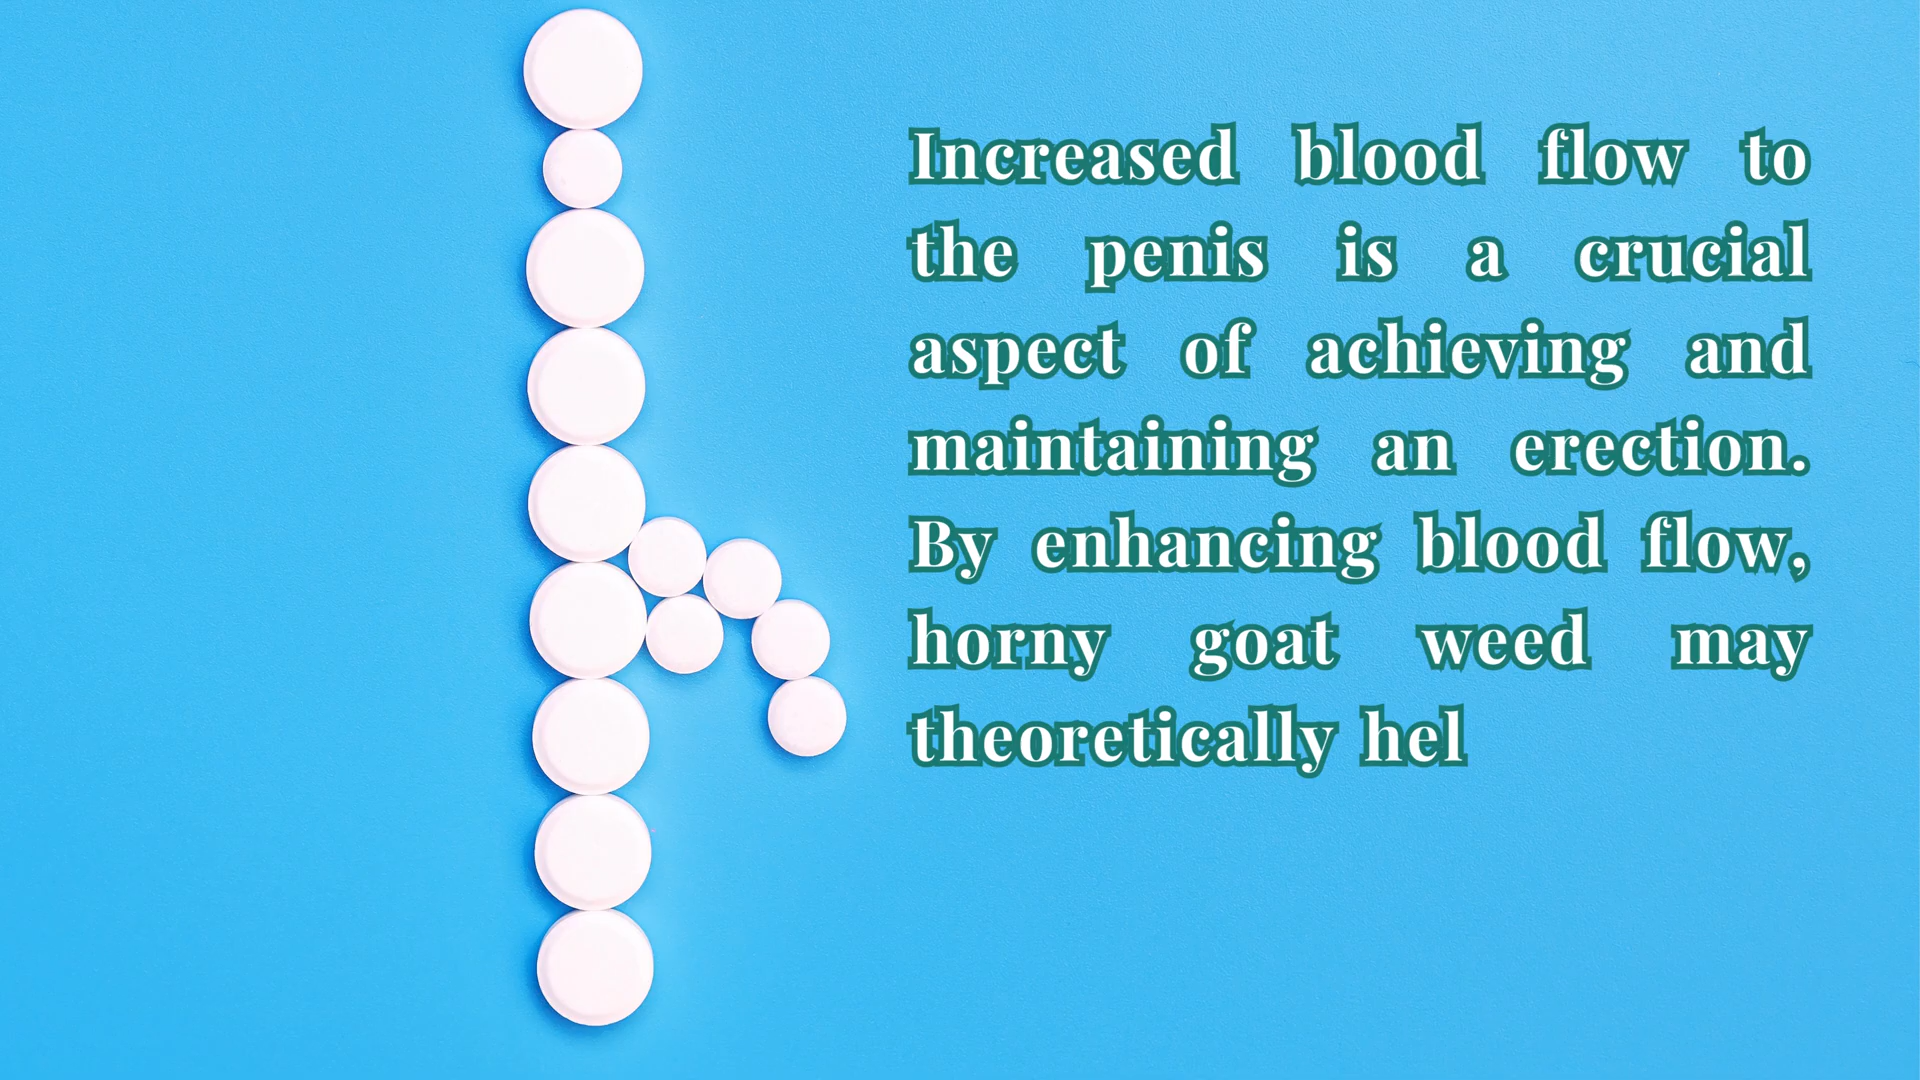 Increased blood flow to
the penis is a crucial
aspect of achieving and
maintaining an erection.
By enhancing blood flow,
horny goat weed may
theoretically hel